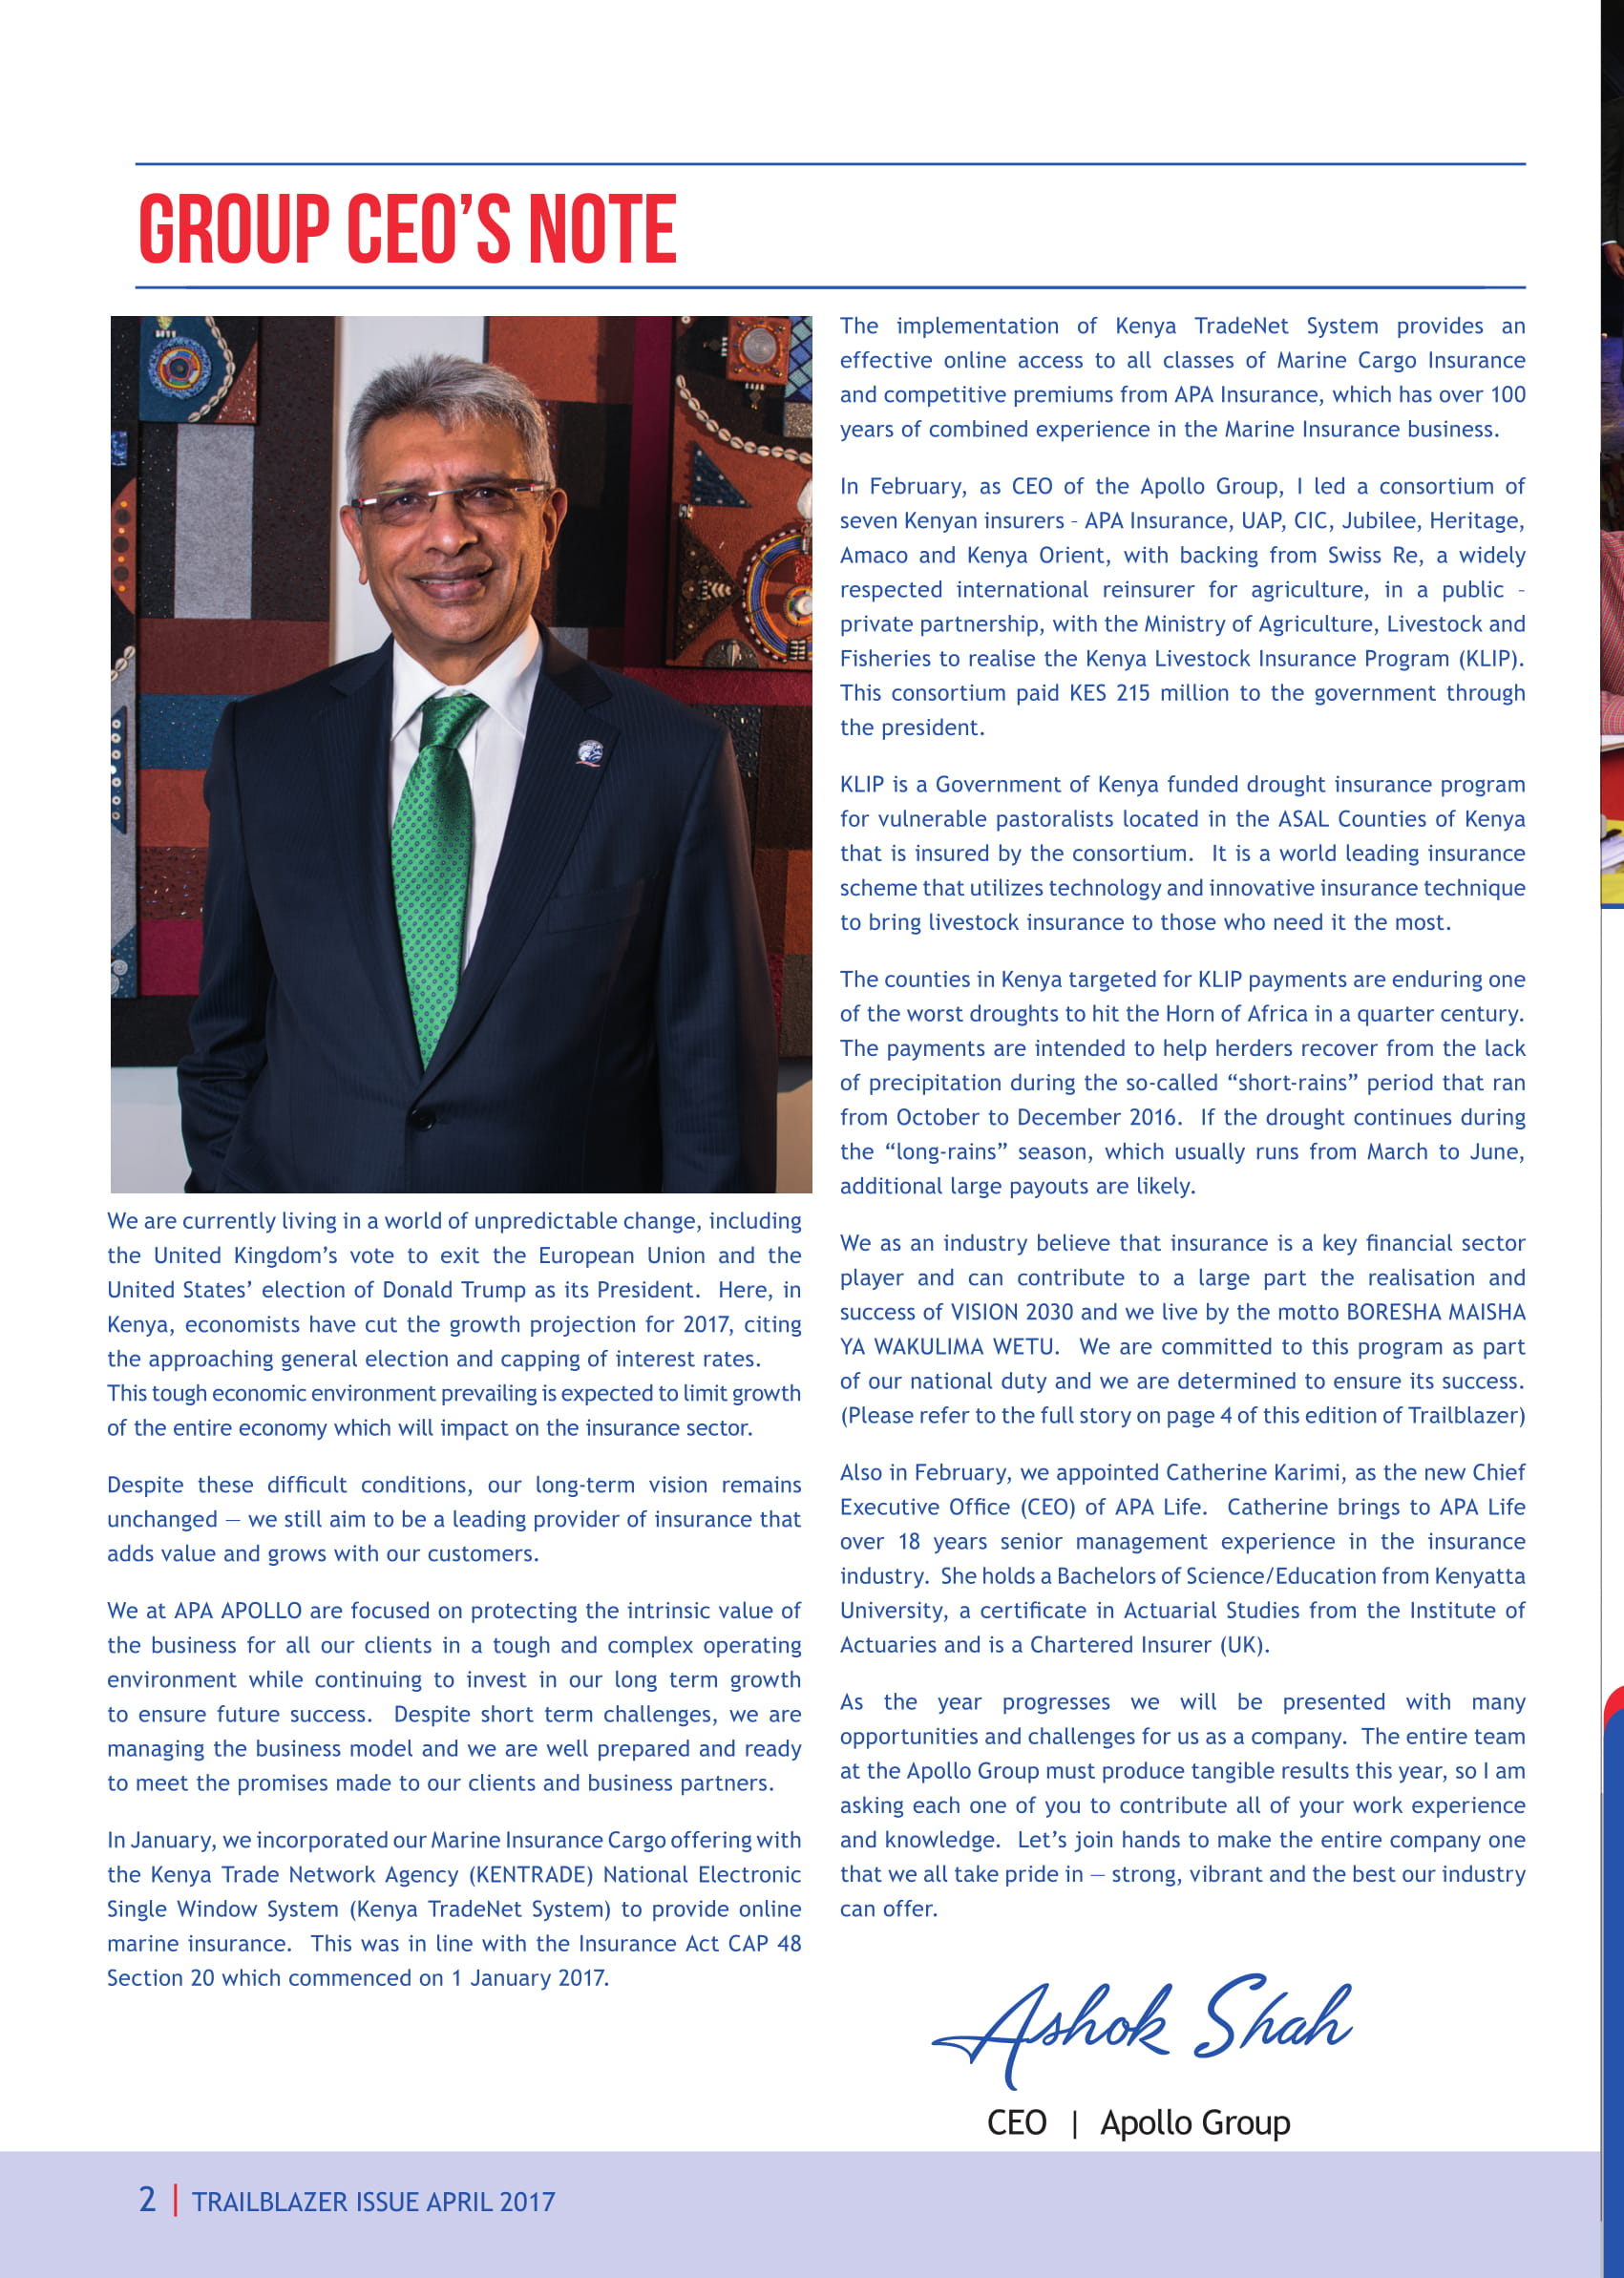 GROUP CEO’S NOTE
We are currently living in a world of unpredictable change, including
the United Kingdom’s vote to exit the European Union and the
United States’ election of Donald Trump as its President.  Here, in
Kenya, economists have cut the growth projection for 2017, citing
the approaching general election and capping of interest rates.
This tough economic environment prevailing is expected to limit growth
of the entire economy which will impact on the insurance sector.
Despite these difficult conditions, our long-term vision remains
unchanged — we still aim to be a leading provider of insurance that
adds value and grows with our customers.
We at APA APOLLO are focused on protecting the intrinsic value of
the business for all our clients in a tough and complex operating
environment while continuing to invest in our long term growth
to ensure future success.  Despite short term challenges, we are
managing the business model and we are well prepared and ready
to meet the promises made to our clients and business partners.
In January, we incorporated our Marine Insurance Cargo offering with
the Kenya Trade Network Agency (KENTRADE) National Electronic
Single Window System (Kenya TradeNet System) to provide online
marine insurance.  This was in line with the Insurance Act CAP 48
Section 20 which commenced on 1 January 2017.
The implementation of Kenya TradeNet System provides an
effective online access to all classes of Marine Cargo Insurance
and competitive premiums from APA Insurance, which has over 100
years of combined experience in the Marine Insurance business.
In February, as CEO of the Apollo Group, I led a consortium of
seven Kenyan insurers - APA Insurance, UAP, CIC, Jubilee, Heritage,
Amaco and Kenya Orient, with backing from Swiss Re, a widely
respected international reinsurer for agriculture, in a public -
private partnership, with the Ministry of Agriculture, Livestock and
Fisheries to realise the Kenya Livestock Insurance Program (KLIP).
This consortium paid KES 215 million to the government through
the president.
KLIP is a Government of Kenya funded drought insurance program
for vulnerable pastoralists located in the ASAL Counties of Kenya
that is insured by the consortium.  It is a world leading insurance
scheme that utilizes technology and innovative insurance technique
to bring livestock insurance to those who need it the most.
The counties in Kenya targeted for KLIP payments are enduring one
of the worst droughts to hit the Horn of Africa in a quarter century.
The payments are intended to help herders recover from the lack
of precipitation during the so-called “short-rains” period that ran
from October to December 2016.  If the drought continues during
the “long-rains” season, which usually runs from March to June,
additional large payouts are likely.
We as an industry believe that insurance is a key financial sector
player and can contribute to a large part the realisation and
success of VISION 2030 and we live by the motto BORESHA MAISHA
YA WAKULIMA WETU.  We are committed to this program as part
of our national duty and we are determined to ensure its success.
(Please refer to the full story on page 4 of this edition of Trailblazer)
Also in February, we appointed Catherine Karimi, as the new Chief
Executive Office (CEO) of APA Life.  Catherine brings to APA Life
over 18 years senior management experience in the insurance
industry.  She holds a Bachelors of Science/Education from Kenyatta
University, a certificate in Actuarial Studies from the Institute of
Actuaries and is a Chartered Insurer (UK).
As the year progresses we will be presented with many
opportunities and challenges for us as a company.  The entire team
at the Apollo Group must produce tangible results this year, so I am
asking each one of you to contribute all of your work experience
and knowledge.  Let’s join hands to make the entire company one
that we all take pride in — strong, vibrant and the best our industry
can offer.
Ashok Shah
CEO | Apollo Group
2 | TRAILBLAZER ISSUE APRIL 2017